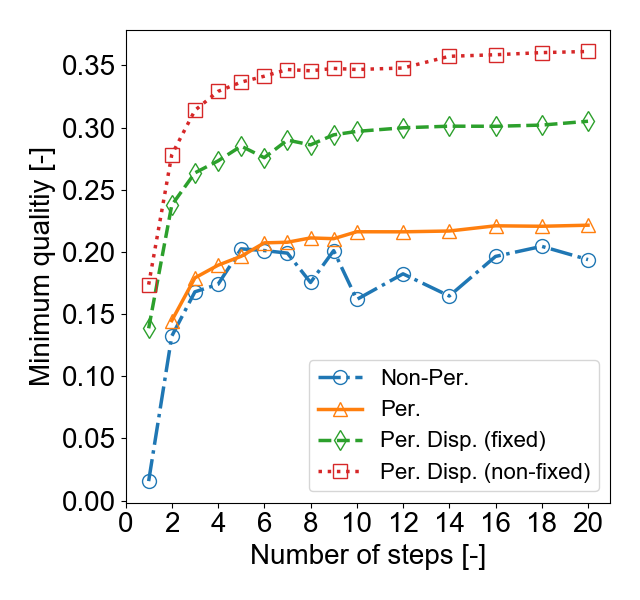 0.35
0.30
0.25
0.20
0.15
0.10
0.05
0.00
Minimum qualitiy [-]
0 2 4 6 8 10 12 14 16 18 20
Number of steps [-]
Non-Per.
Per.
Per. Disp. (fixed)
Per. Disp. (non-fixed)